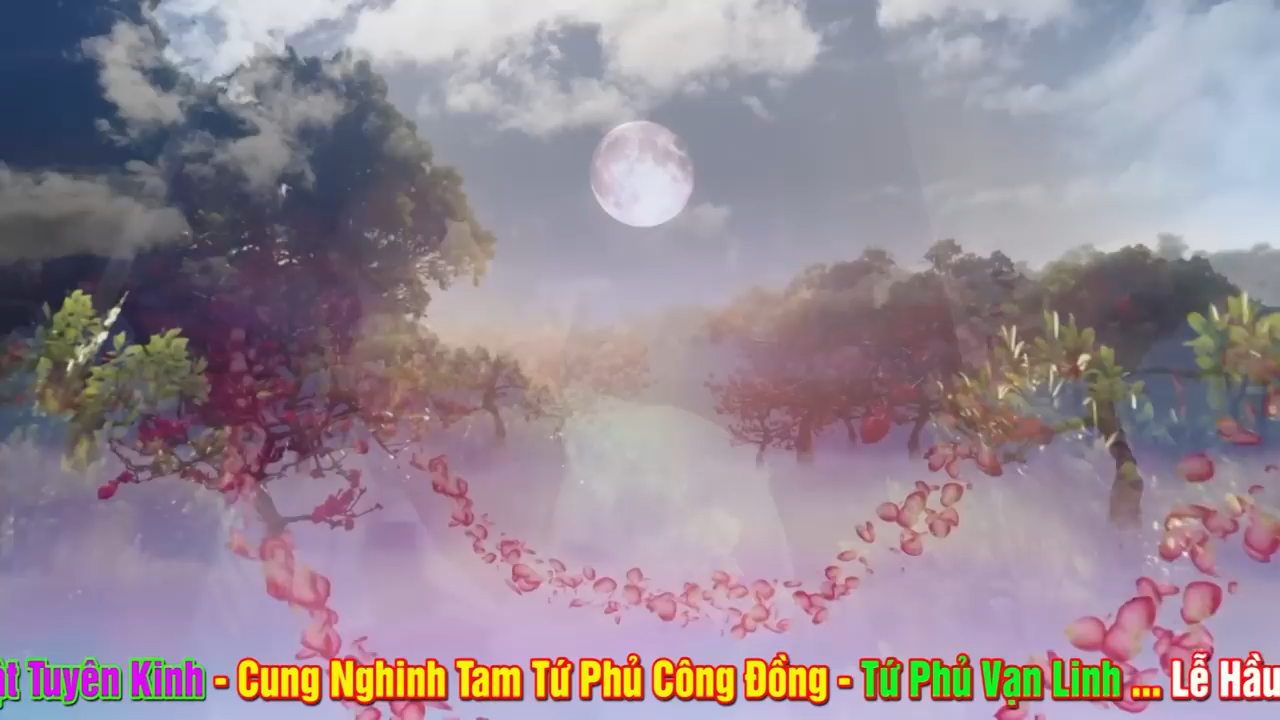 Tuyên Kinh - Cung Nghinh Tam Tứ Phủ Công Đồng - Tứ Phủ Vạn Linh ... Lễ Hầu